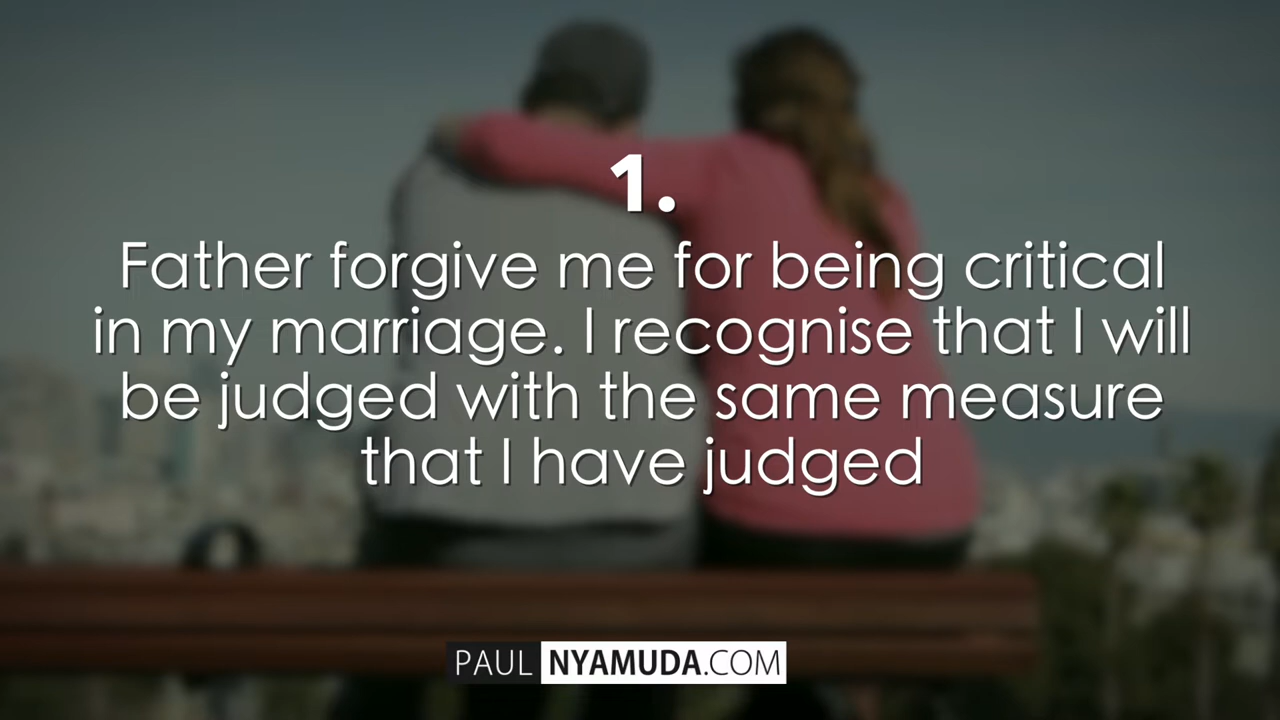 1.
Father forgive me for being critical
in my marriage. I recognise that I will
be judged with the same measure
that I have judged
PAUL NYAMUDA.COM